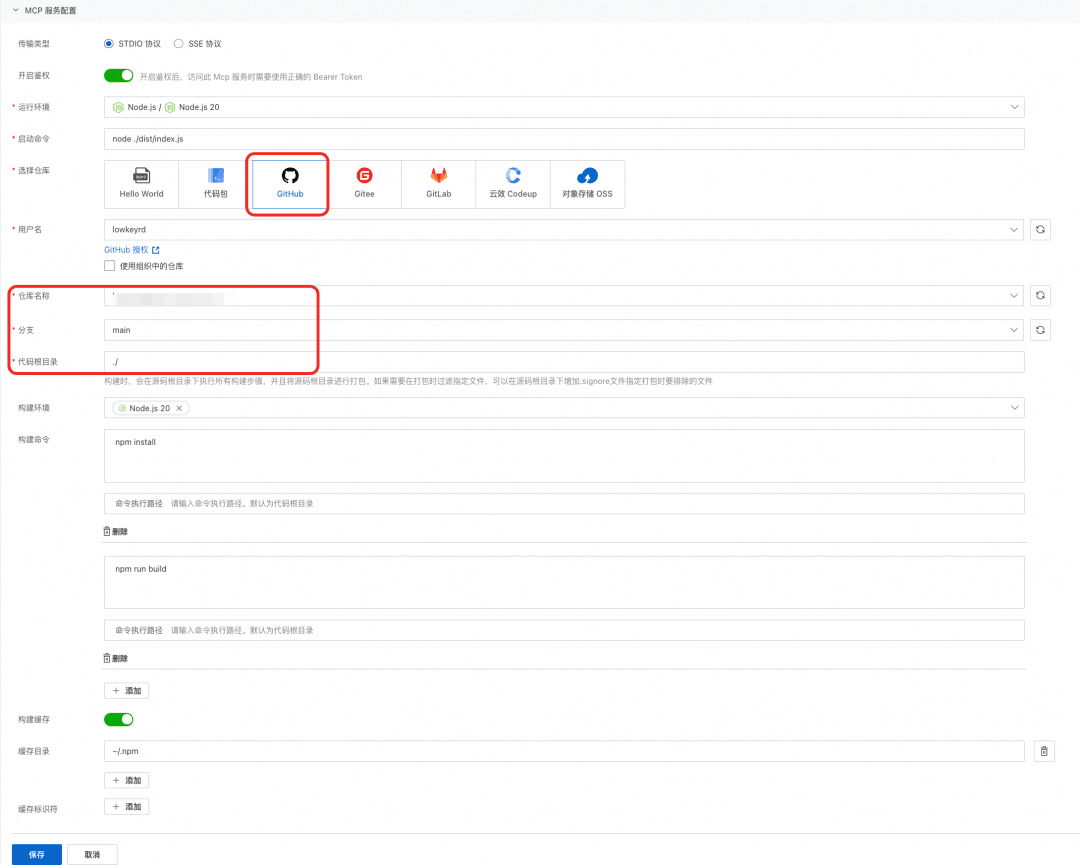 MCP 服务配置
传输类型
STDIO 协议 SSE 协议
开启鉴权
开启鉴权后，访问此 Mcp 服务时需要使用正确的 Bearer Token
* 运行环境
Node.js / Node.js 20
* 启动命令
node ./dist/index.js
* 选择仓库
Hello World 代码包 GitHub Gitee GitLab 云效 Codeup 对象存储 OSS
* 用户名
lowkeyrd
GitHub 授权
使用组织中的仓库
* 仓库名称
* 分支
main
* 代码根目录
./
构建时，会在源码根目录下执行所有构建步骤，并且将源码根目录进行打包。如果需要在打包时过滤指定文件，可以在源码根目录下增加.signore文件指定打包时要排除的文件
构建环境
Node.js 20
构建命令
npm install
命令执行路径 请输入命令执行路径，默认为代码根目录
删除
npm run build
命令执行路径 请输入命令执行路径，默认为代码根目录
删除
添加
构建缓存
缓存目录
~/.npm
添加
缓存标识符
添加
保存 取消